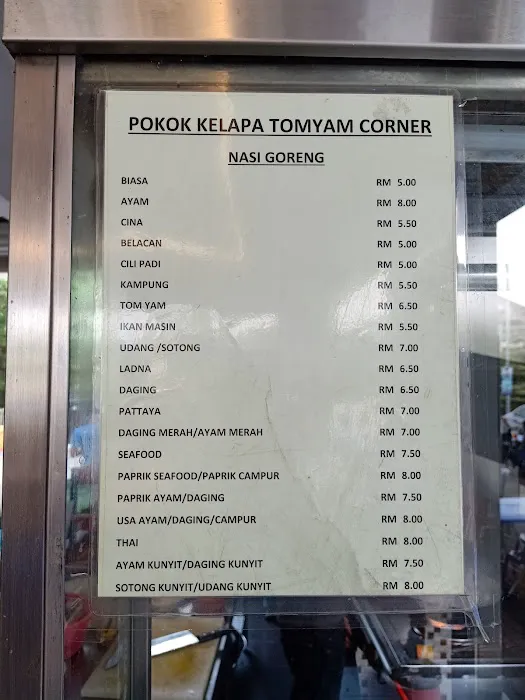 POKOK KELAPA TOMYAM CORNER
NASI GORENG
BIASA RM 5.00
AYAM RM 8.00
CINA RM 5.50
BELACAN RM 5.00
CILI PADI RM 5.00
KAMPUNG RM 5.50
TOM YAM RM 6.50
IKAN MASIN RM 5.50
UDANG /SOTONG RM 7.00
LADNA RM 6.50
DAGING RM 6.50
PATTAYA RM 7.00
DAGING MERAH/AYAM MERAH RM 7.00
SEAFOOD RM 7.50
PAPRIK SEAFOOD/PAPRIK CAMPUR RM 8.00
PAPRIK AYAM/DAGING RM 7.50
USA AYAM/DAGING/CAMPUR RM 8.00
THAI RM 8.00
AYAM KUNYIT/DAGING KUNYIT RM 7.50
SOTONG KUNYIT/UDANG KUNYIT RM 8.00